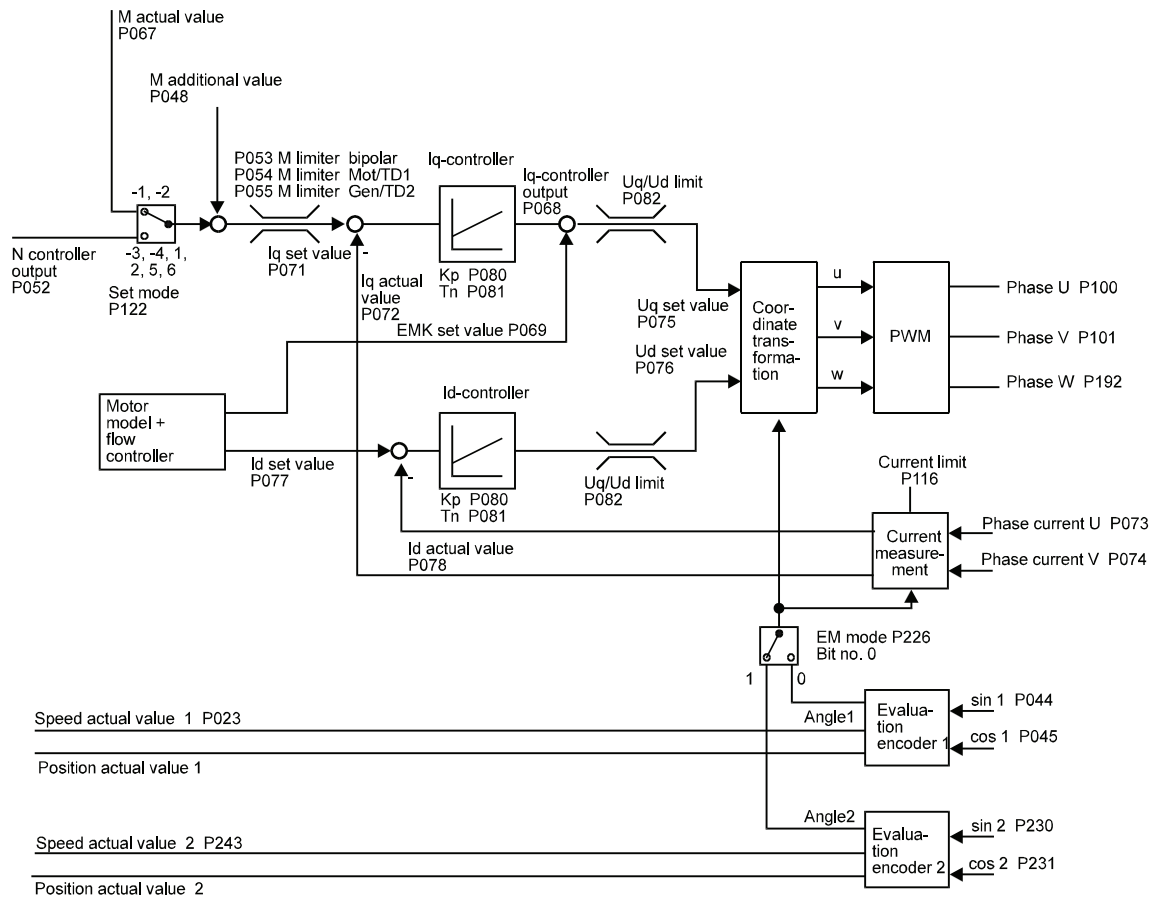 M actual value
P067
M additional value
P048
P053 M limiter bipolar
P054 M limiter Mot/TD1
P055 M limiter Gen/TD2
Iq-controller
Iq-controller
output
P068
Uq/Ud limit
P082
-1, -2
N controller
output
P052
-3, -4, 1,
2, 5, 6
Set mode
P122
Iq set value
P071
-
Iq actual
value
P072
Kp P080
Tn P081
EMK set value P069
Uq set value
P075
Ud set value
P076
Coor-
dinate
transforma-
tion
u
v
w
PWM
Phase U P100
Phase V P101
Phase W P192
Motor
model +
flow
controller
Id set value
P077
-
Id-controller
Kp P080
Tn P081
Uq/Ud limit
P082
Id actual value
P078
Current limit
P116
Current
measure-
ment
Phase current U P073
Phase current V P074
EM mode P226
Bit no. 0
1
0
Speed actual value 1 P023
Position actual value 1
Angle1
Evalua-
tion
encoder 1
sin 1 P044
cos 1 P045
Speed actual value 2 P243
Position actual value 2
Angle2
Evalua-
tion
encoder 2
sin 2 P230
cos 2 P231